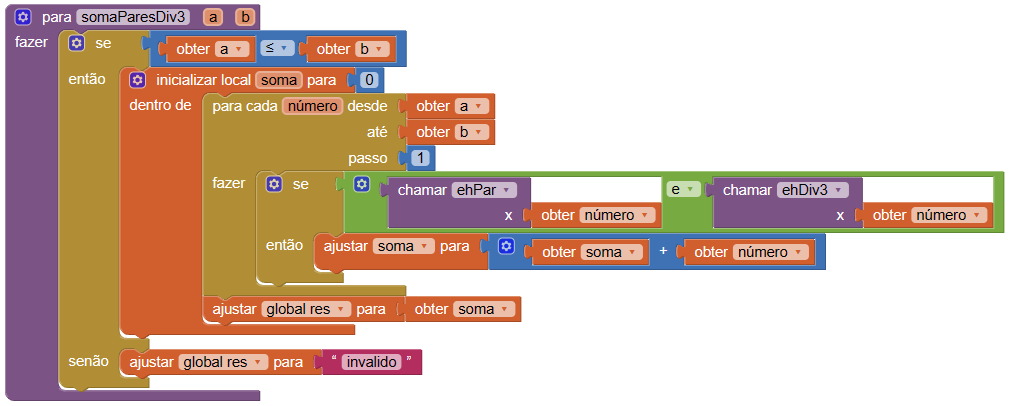 para somaParesDiv3 a b
fazer se obter a ≤ obter b
então inicializar local soma para 0
dentro de para cada número desde obter a
até obter b
passo 1
fazer se chamar ehPar e chamar ehDiv3
x obter número x obter número
então ajustar soma para obter soma + obter número
ajustar global res para obter soma
senão ajustar global res para “ invalido ”